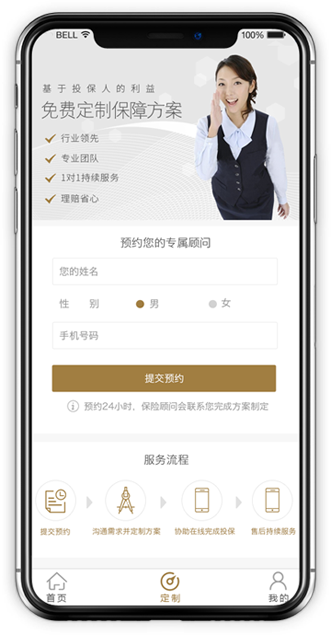 BELL 100%
基于投保人的利益
免费定制保障方案
行业领先
专业团队
1对1持续服务
理赔省心
预约您的专属顾问
您的姓名
性 别 男 女
手机号码
提交预约
预约24小时,保险顾问会联系您完成方案制定
服务流程
提交预约 沟通需求并定制方案 协助在线完成投保 售后持续服务
首页 定制 我的